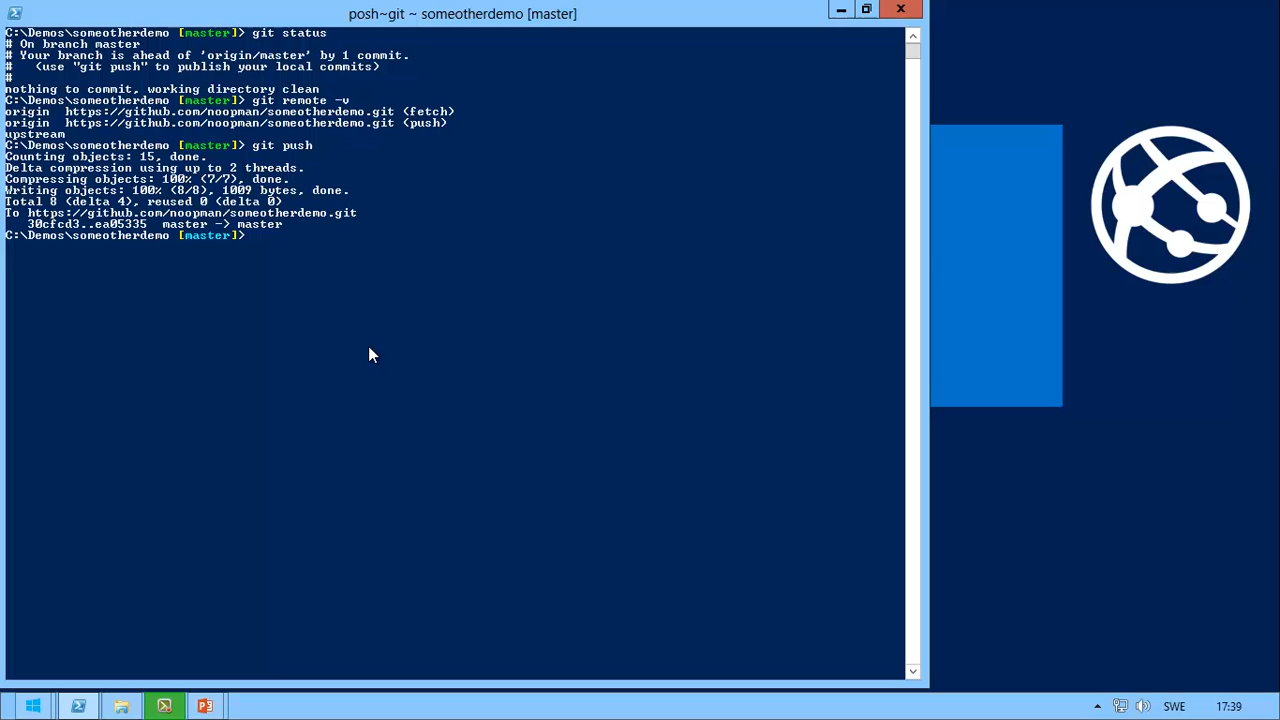 posh~git ~ someotherdemo [master]
C:\Demos\someotherdemo [master]> git status
# On branch master
# Your branch is ahead of 'origin/master' by 1 commit.
#   (use "git push" to publish your local commits)
#
nothing to commit, working directory clean
C:\Demos\someotherdemo [master]> git remote -v
origin  https://github.com/noopman/someotherdemo.git (fetch)
origin  https://github.com/noopman/someotherdemo.git (push)
upstream
C:\Demos\someotherdemo [master]> git push
Counting objects: 15, done.
Delta compression using up to 2 threads.
Compressing objects: 100% (7/7), done.
Writing objects: 100% (8/8), 1009 bytes, done.
Total 8 (delta 4), reused 0 (delta 0)
To https://github.com/noopman/someotherdemo.git
   30cfcd3..ea05335  master -> master
C:\Demos\someotherdemo [master]>
SWE
17:39